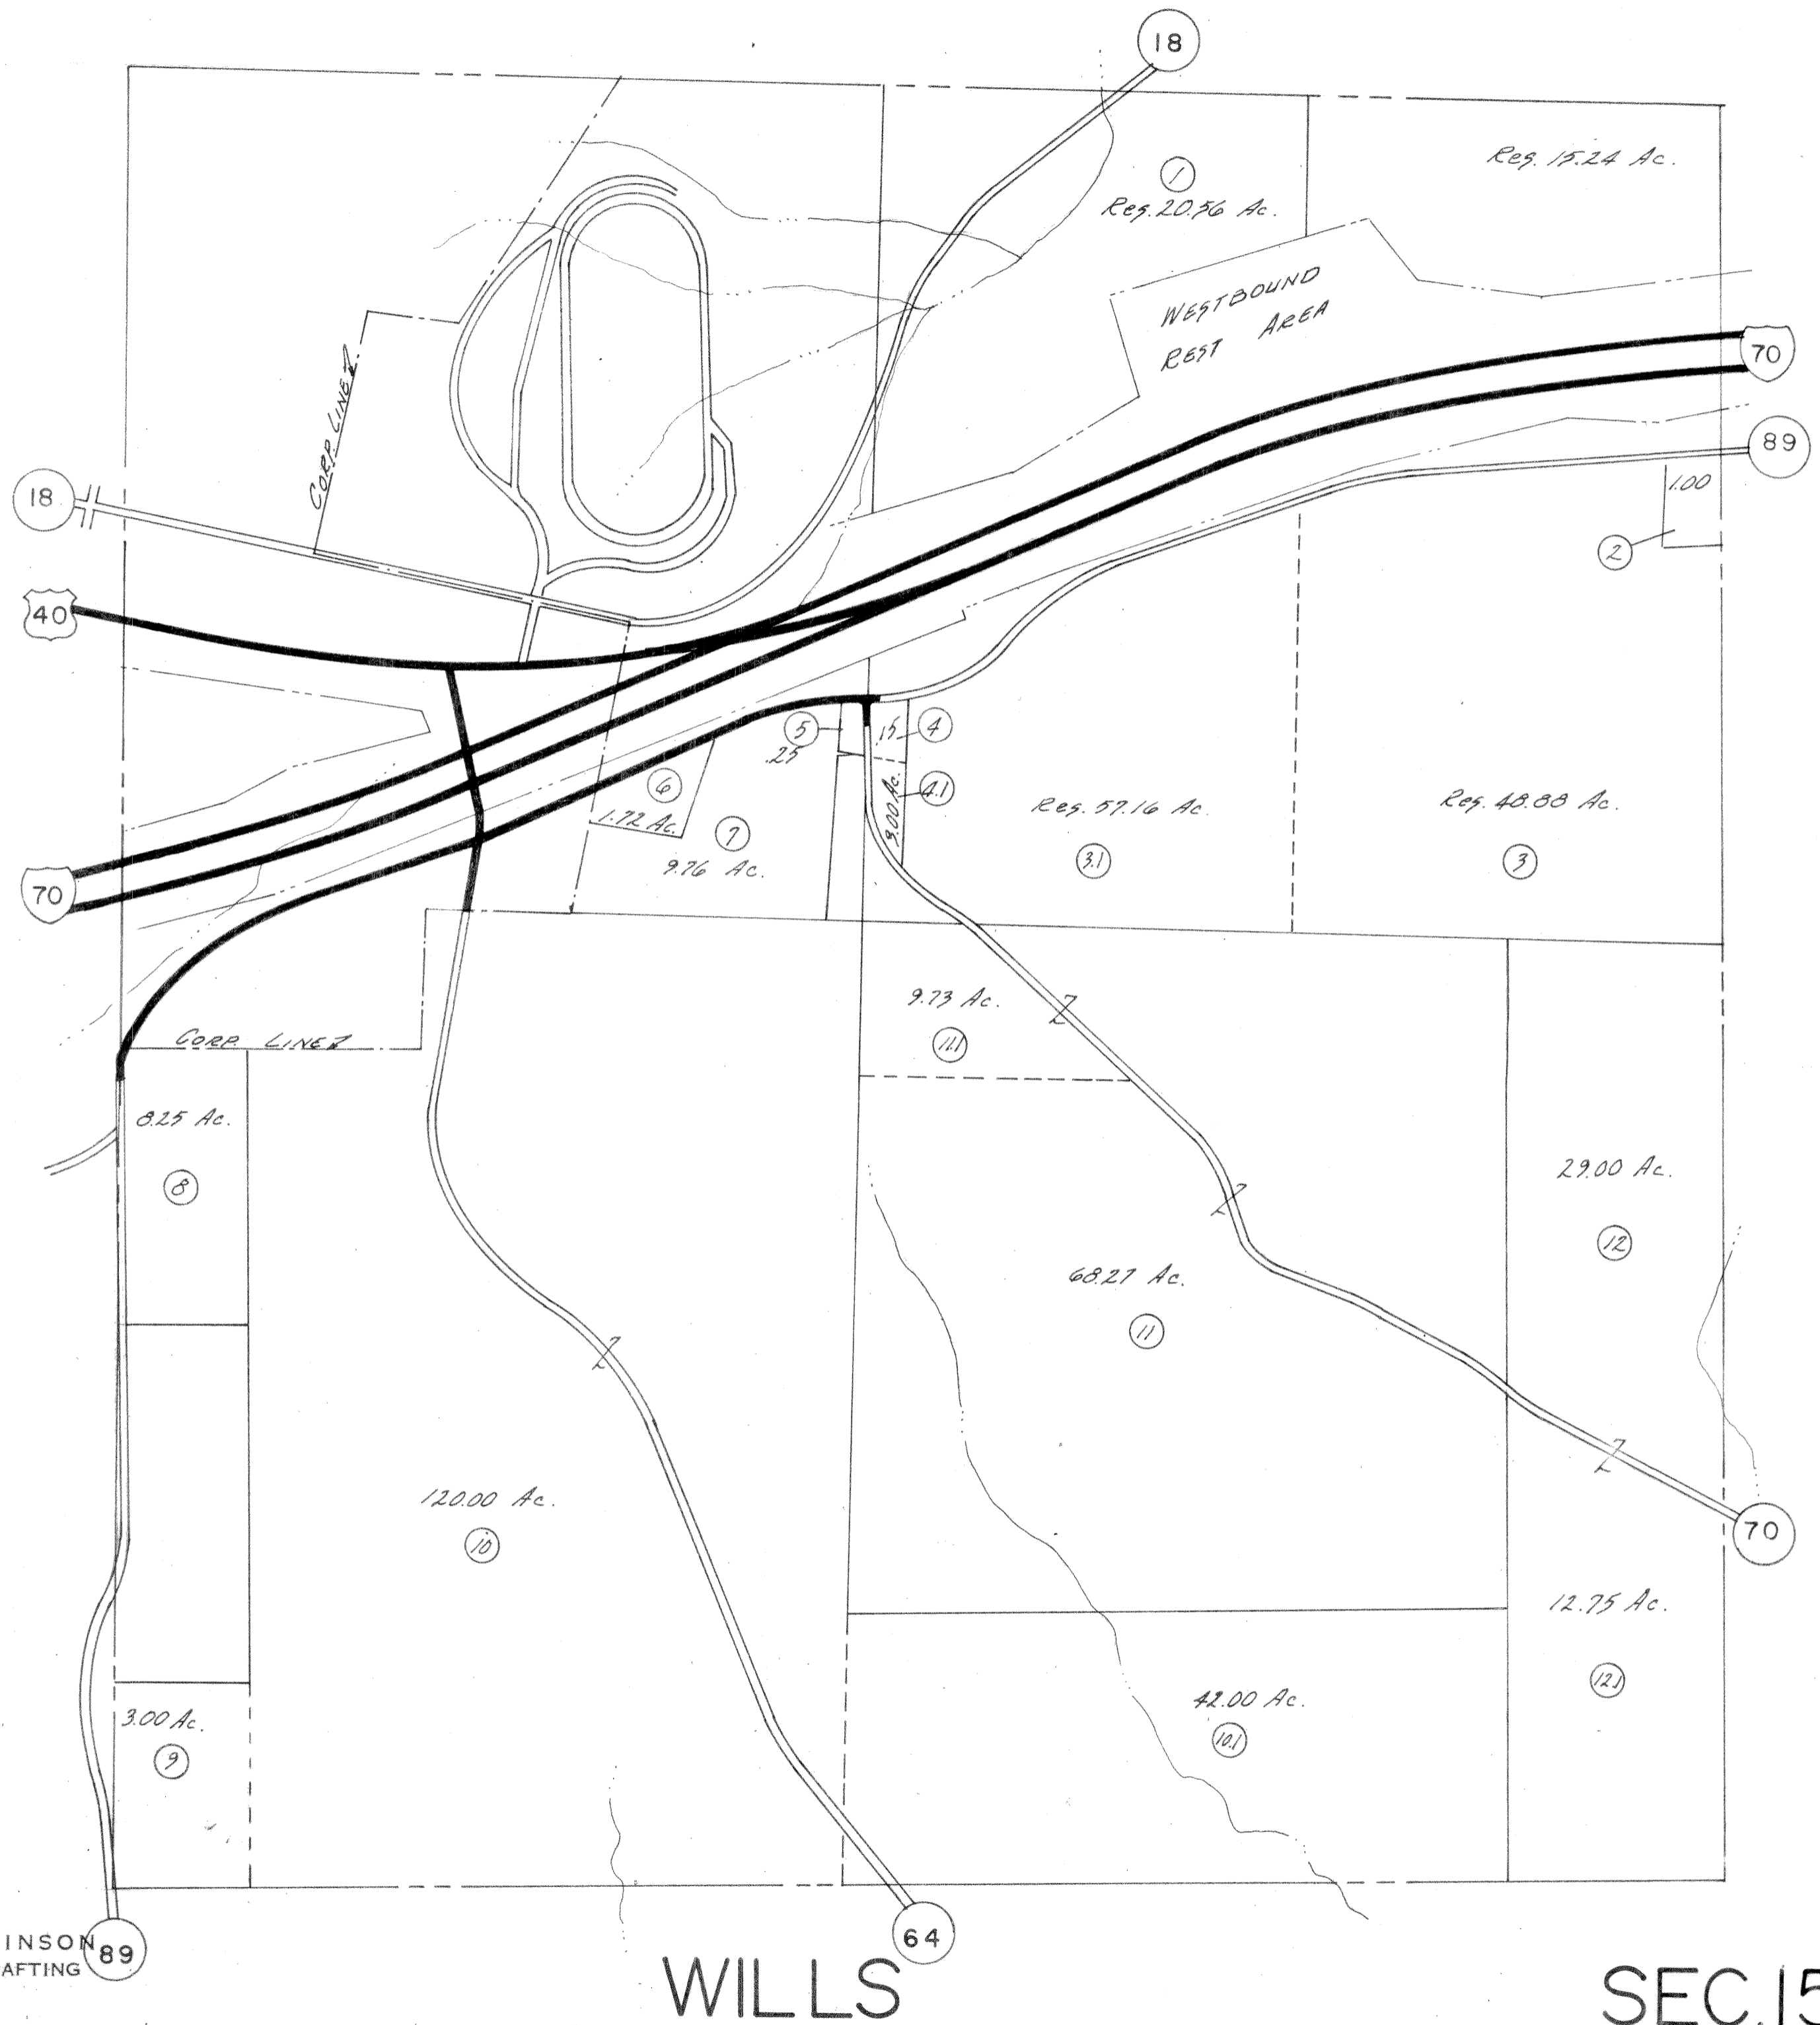 18
1
Res. 20.56 Ac.
Res. 15.24 Ac.
WESTBOUND
REST AREA
70
89
1.00
2
CORP. LINE
18
40
5
.25
.15
4
4.1
3.00 Ac.
6
1.72 Ac.
7
9.76 Ac.
Res. 57.16 Ac.
3.1
Res. 48.88 Ac.
3
70
CORP. LINE
9.73 Ac.
11.1
8.25 Ac.
8
29.00 Ac.
12
68.27 Ac.
11
120.00 Ac.
10
70
12.75 Ac.
12.1
42.00 Ac.
10.1
3.00 Ac.
9
INSON
AFTING
89
64
WILLS
SEC. 15